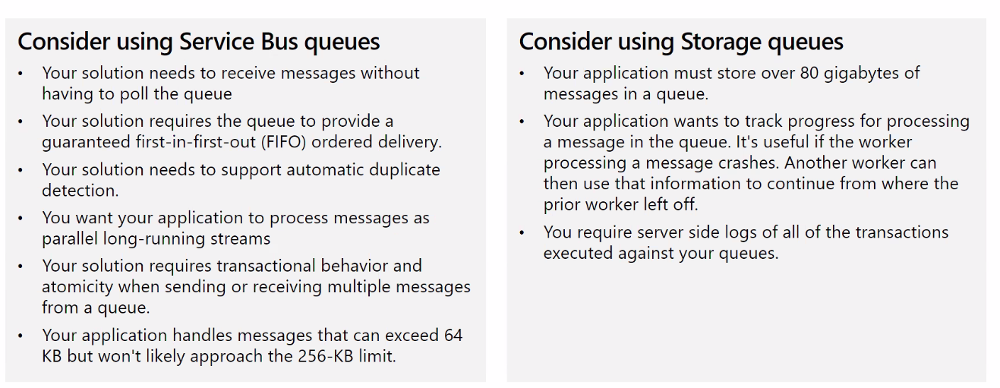 Consider using Service Bus queues
• Your solution needs to receive messages without
having to poll the queue
• Your solution requires the queue to provide a
guaranteed first-in-first-out (FIFO) ordered delivery.
• Your solution needs to support automatic duplicate
detection.
• You want your application to process messages as
parallel long-running streams
• Your solution requires transactional behavior and
atomicity when sending or receiving multiple messages
from a queue.
• Your application handles messages that can exceed 64
KB but won't likely approach the 256-KB limit.
Consider using Storage queues
• Your application must store over 80 gigabytes of
messages in a queue.
• Your application wants to track progress for processing
a message in the queue. It's useful if the worker
processing a message crashes. Another worker can
then use that information to continue from where the
prior worker left off.
• You require server side logs of all of the transactions
executed against your queues.